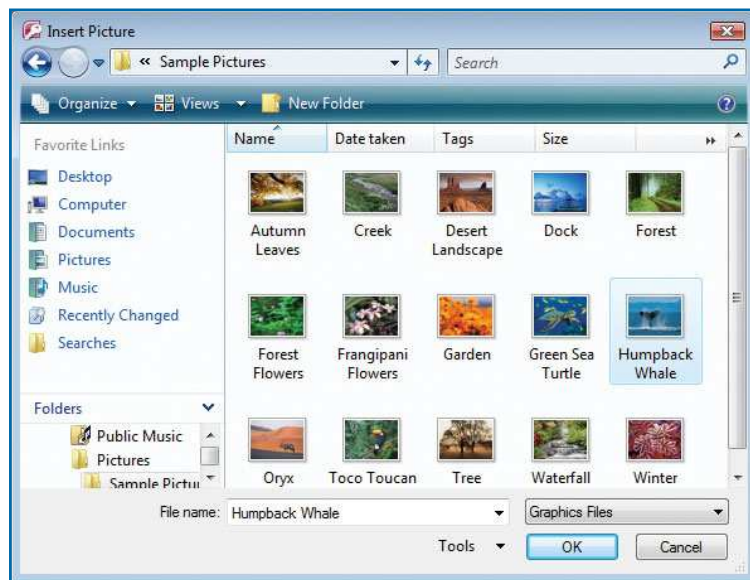 Insert Picture
« Sample Pictures
Search
Organize
Views
New Folder
Favorite Links
Desktop
Computer
Documents
Pictures
Music
Recently Changed
Searches
Folders
Public Music
Pictures
Sample Pictu
Name
Date taken
Tags
Size
Autumn
Leaves
Creek
Desert
Landscape
Dock
Forest
Forest
Flowers
Frangipani
Flowers
Garden
Green Sea
Turtle
Humpback
Whale
Oryx
Toco Toucan
Tree
Waterfall
Winter
File name:
Humpback Whale
Graphics Files
Tools
OK
Cancel